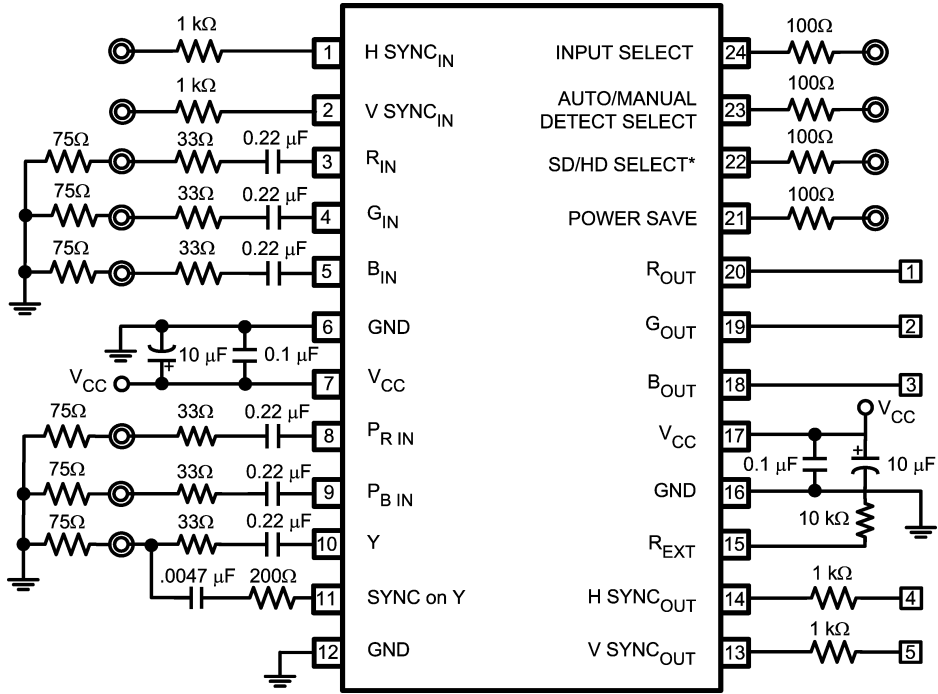 1 kΩ 1 H SYNCIN INPUT SELECT 24 100Ω
1 kΩ 2 V SYNCIN AUTO/MANUAL
DETECT SELECT 23 100Ω
75Ω 33Ω 0.22 µF 3 RIN SD/HD SELECT* 22 100Ω
75Ω 33Ω 0.22 µF 4 GIN POWER SAVE 21 100Ω
75Ω 33Ω 0.22 µF 5 BIN ROUT 20 1
6 GND GOUT 19 2
+ 10 µF 0.1 µF
VCC 7 VCC BOUT 18 3
75Ω 33Ω 0.22 µF 8 PR IN VCC 17 VCC
0.1 µF + 10 µF
75Ω 33Ω 0.22 µF 9 PB IN GND 16
75Ω 33Ω 0.22 µF 10 Y REXT 15 10 kΩ
.0047 µF 200Ω 11 SYNC on Y H SYNCOUT 14 1 kΩ 4
12 GND V SYNCOUT 13 1 kΩ 5